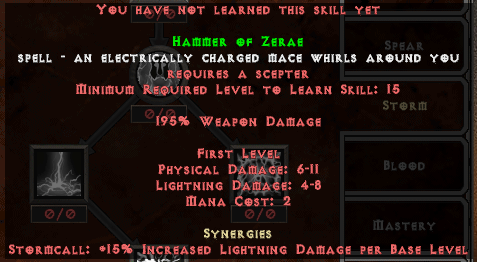 You have not learned this skill yet
Hammer of Zerae
spell - an electrically charged mace whirls around you
requires a scepter
Minimum Required Level to Learn Skill: 15
195% Weapon Damage
First Level
Physical Damage: 6-11
Lightning Damage: 4-8
Mana Cost: 2
Synergies
Stormcall: +15% Increased Lightning Damage per Base Level
Spear
Storm
Blood
Mastery
0/0
0/0
0/0
0/0